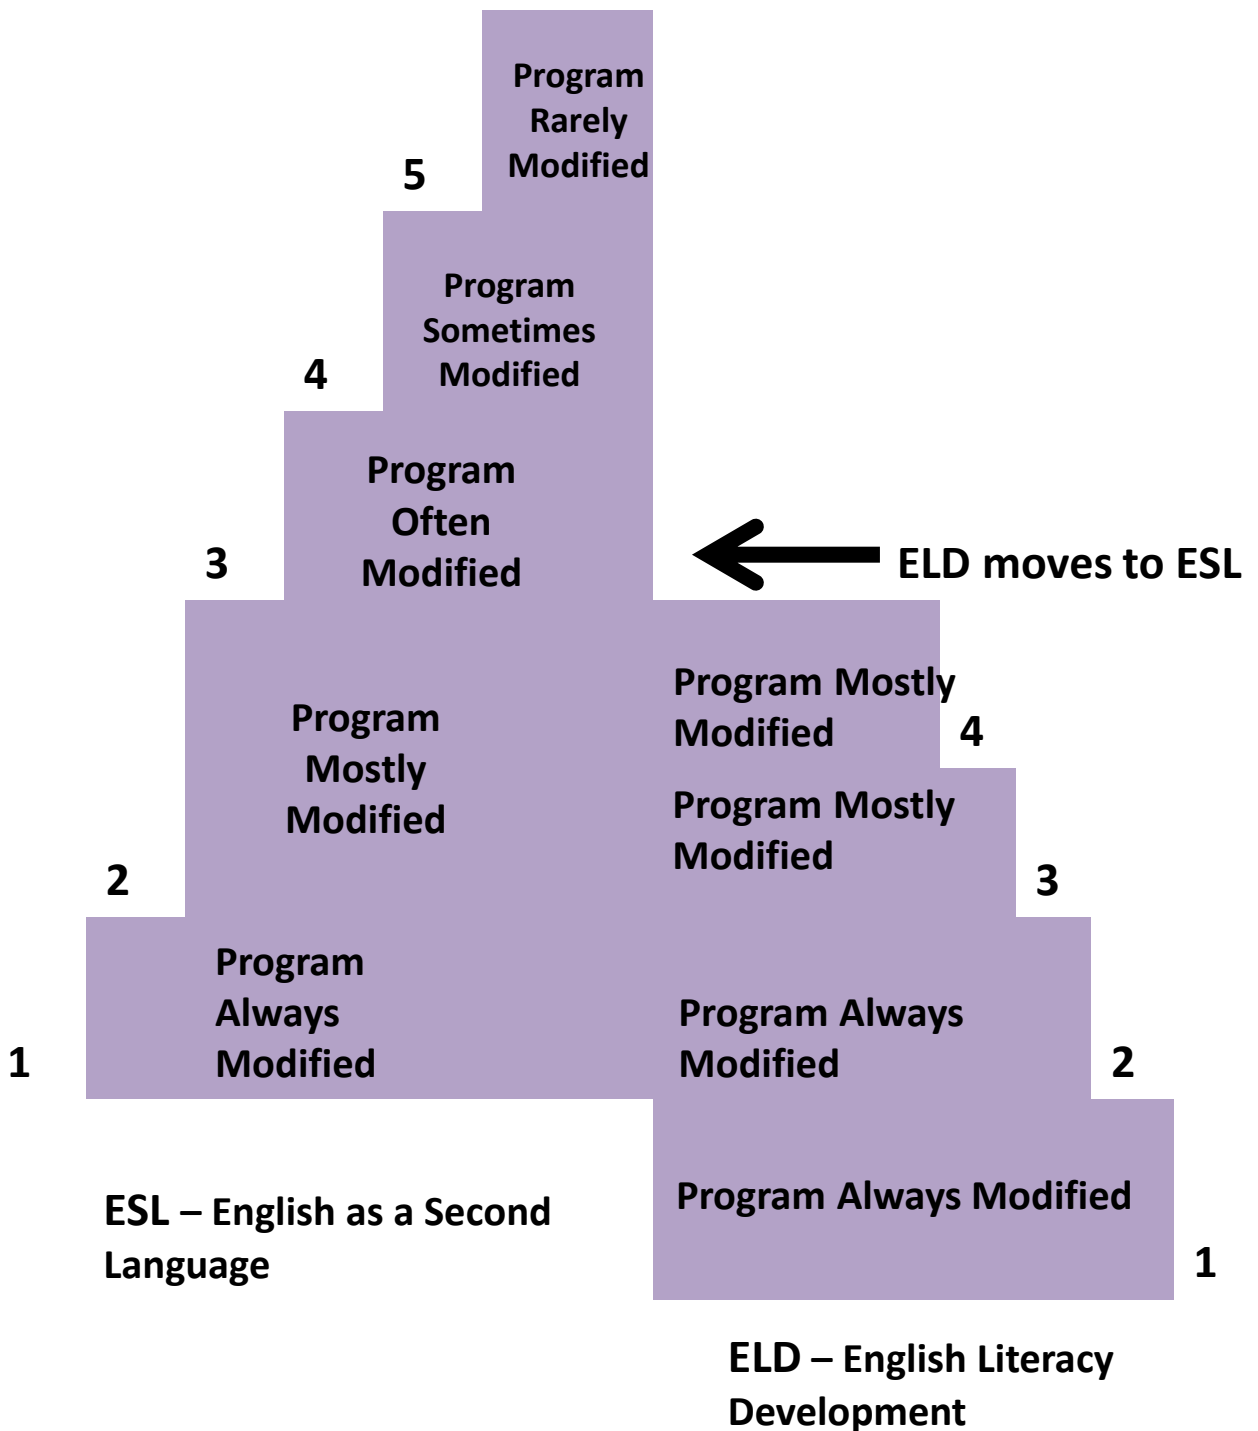 Program
Rarely
Modified
5
Program
Sometimes
Modified
4
Program
Often
Modified
3
ELD moves to ESL
Program
Mostly
Modified
2
Program Mostly
Modified
4
Program Mostly
Modified
3
Program
Always
Modified
1
Program Always
Modified
2
Program Always Modified
1
ESL – English as a Second
Language
ELD – English Literacy
Development